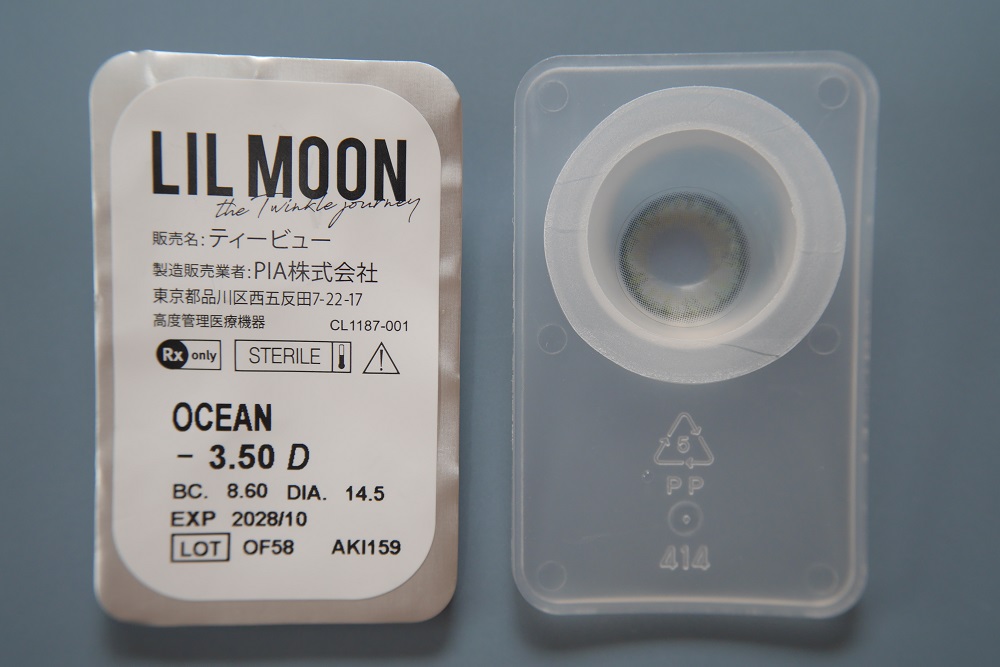 LIL MOON
the Twinkle journey
販売名：ティービュー
製造販売業者：PIA株式会社
東京都品川区西五反田7-22-17
高度管理医療機器 CL1187-001
Rx only STERILE
OCEAN
- 3.50 D
BC. 8.60 DIA. 14.5
EXP 2028/10
LOT OF58 AKI159
5
PP
414